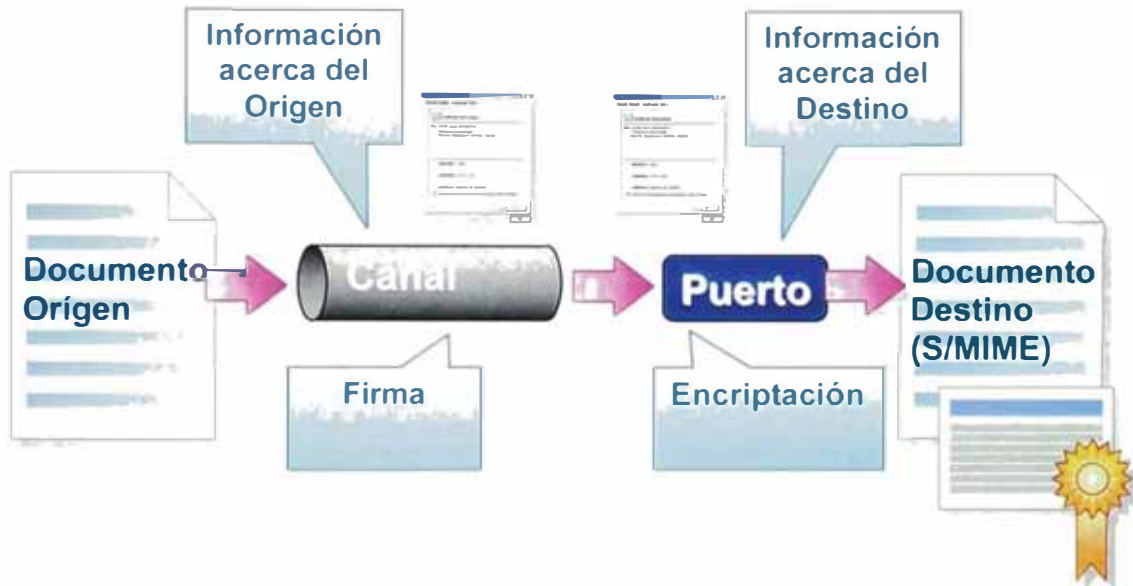 Información
acerca del
Origen
Información
acerca del
Destino
Documento
Orígen
Canal
Puerto
Documento
Destino
(S/MIME)
Firma
Encriptación